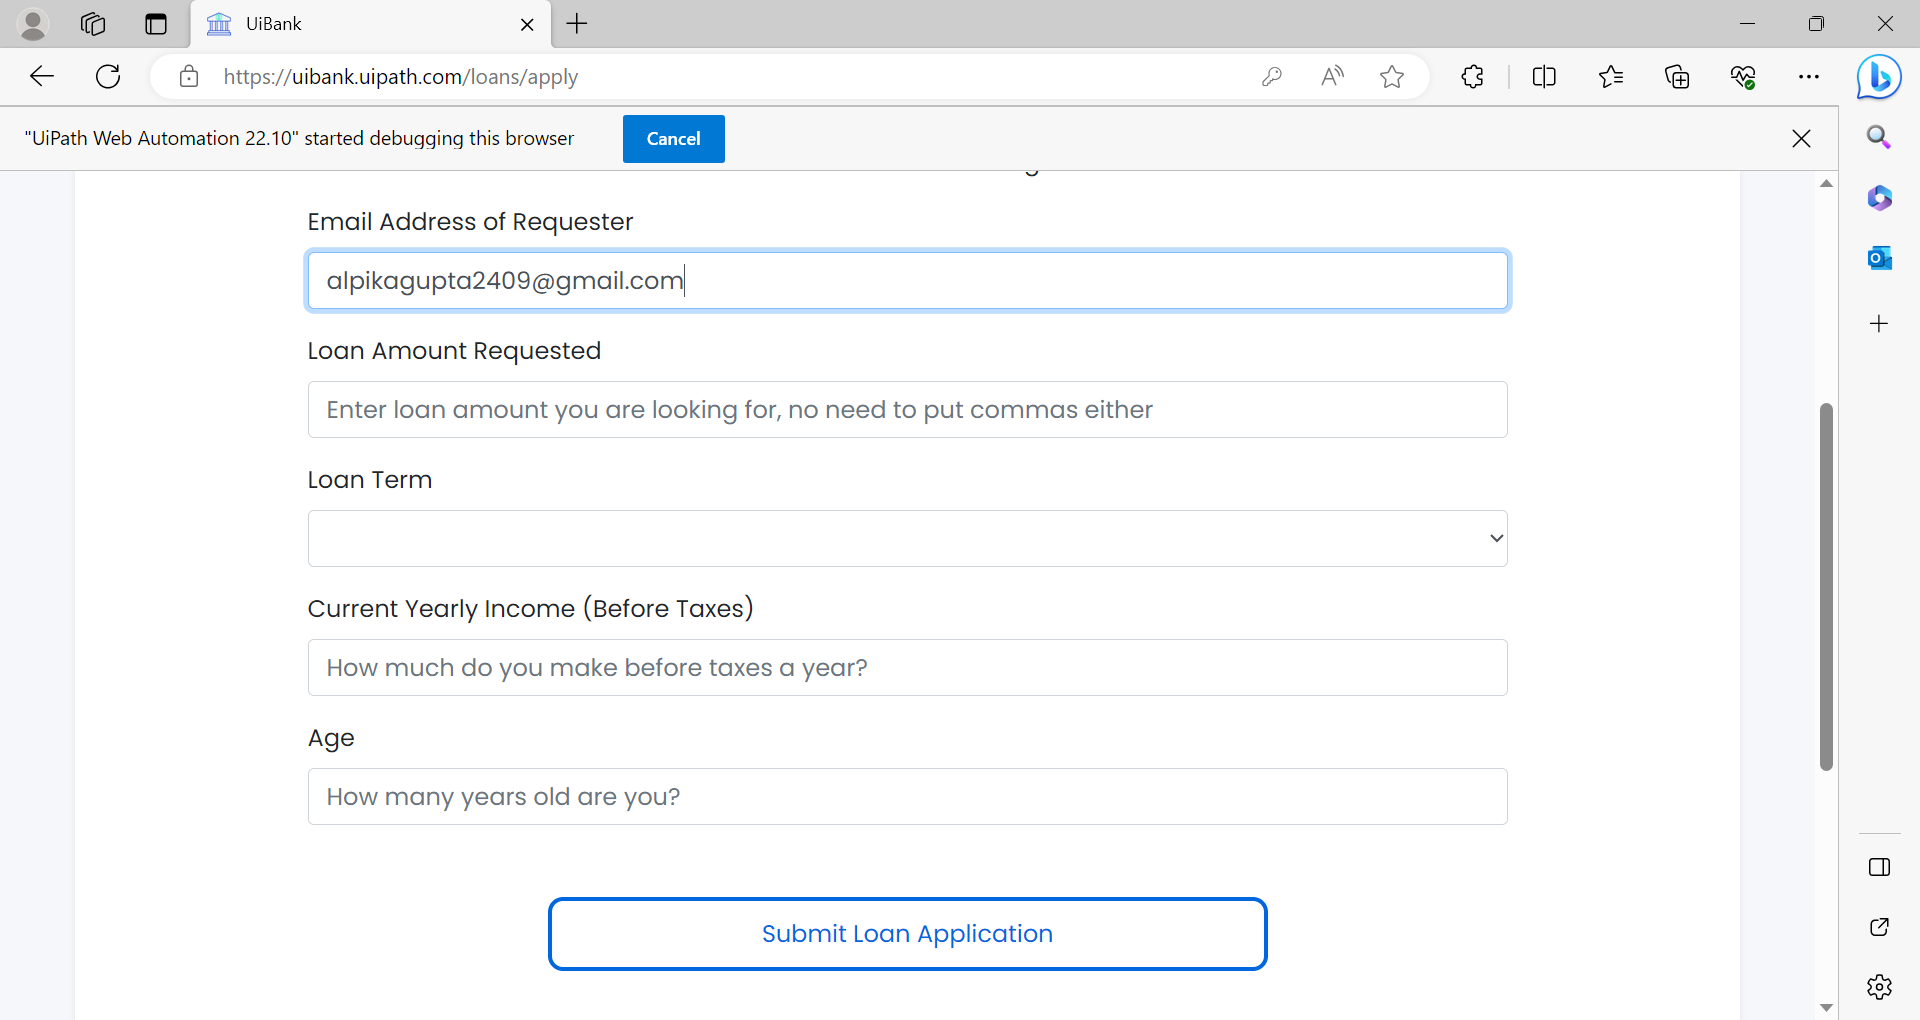 UiBank
https://uibank.uipath.com/loans/apply
"UiPath Web Automation 22.10" started debugging this browser
Cancel
Email Address of Requester
alpikagupta2409@gmail.com
Loan Amount Requested
Enter loan amount you are looking for, no need to put commas either
Loan Term
Current Yearly Income (Before Taxes)
How much do you make before taxes a year?
Age
How many years old are you?
Submit Loan Application